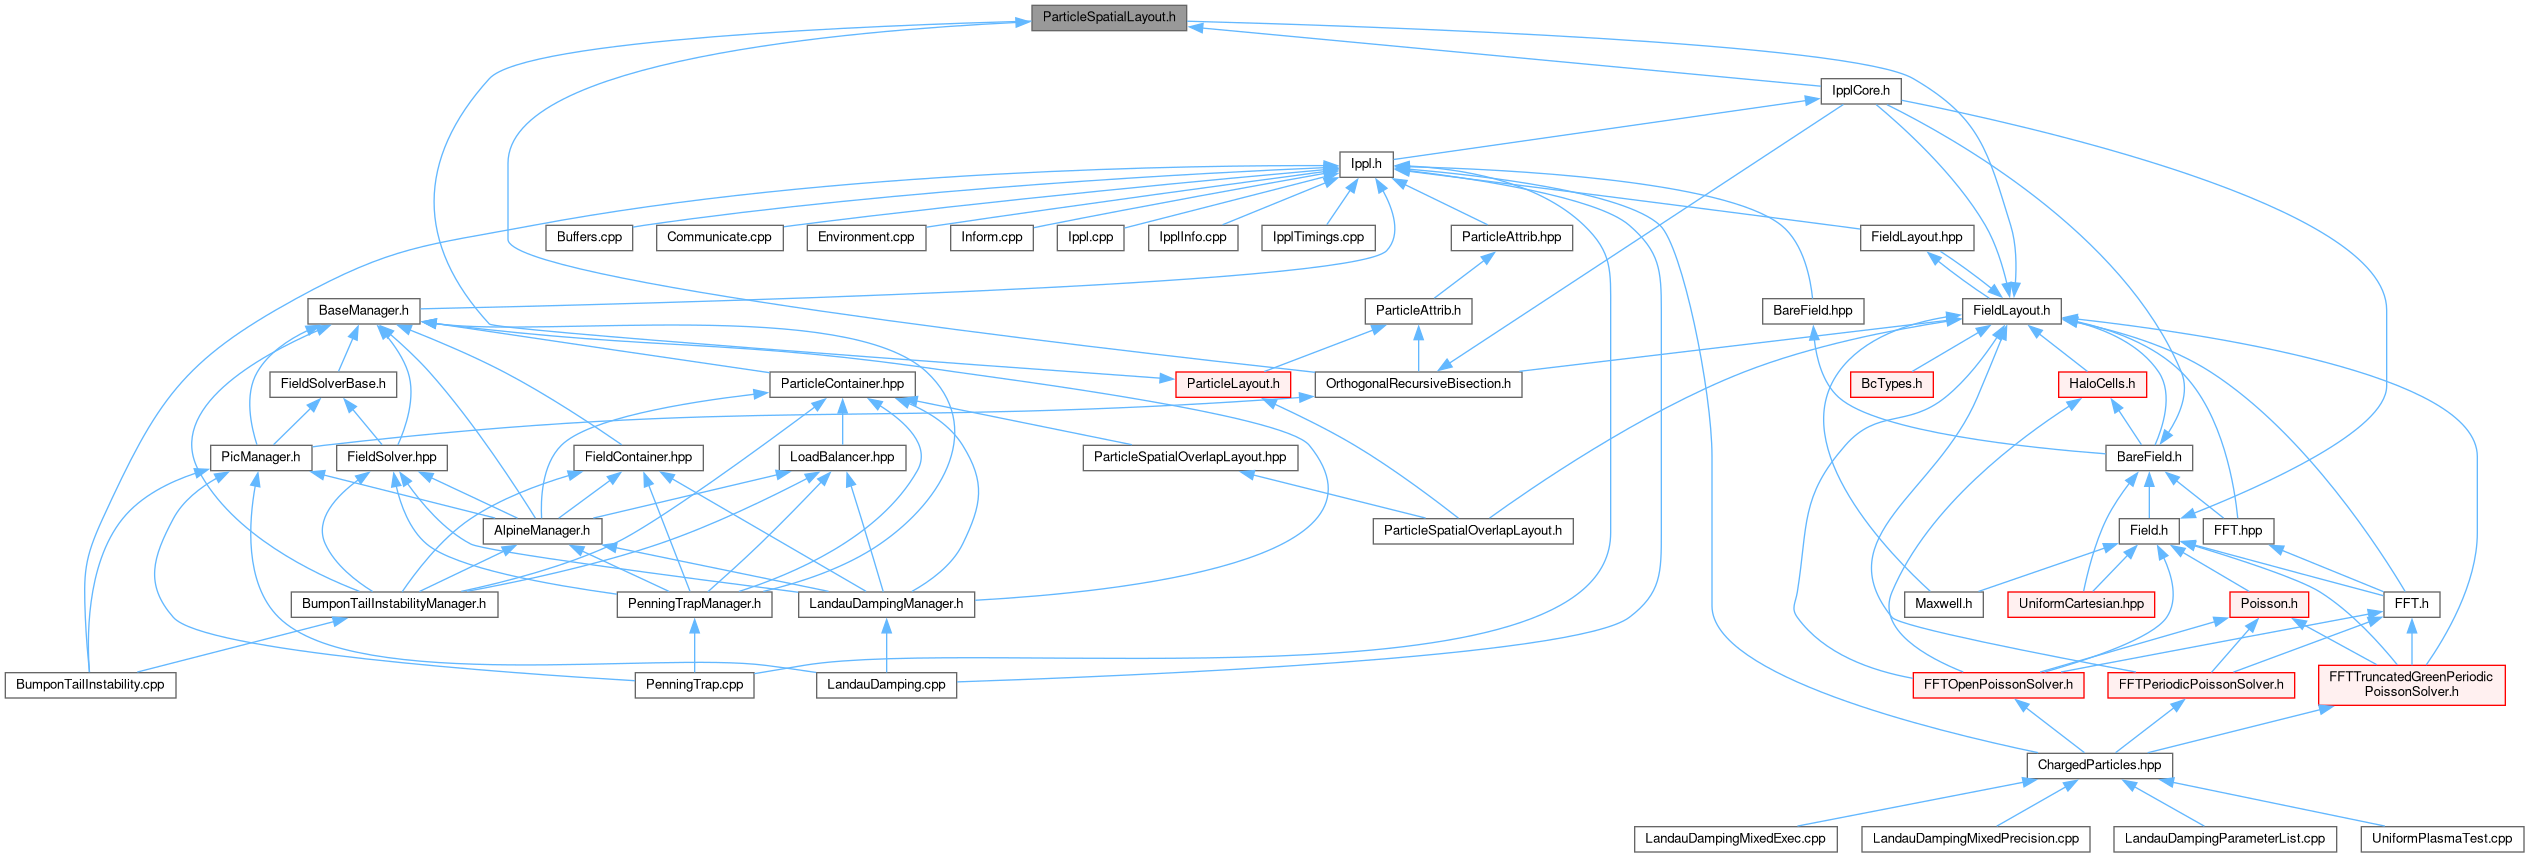 ParticleSpatialLayout.h
IpplCore.h
Ippl.h
Buffers.cpp
Communicate.cpp
Environment.cpp
Inform.cpp
Ippl.cpp
IpplInfo.cpp
IpplTimings.cpp
ParticleAttrib.hpp
FieldLayout.hpp
BaseManager.h
ParticleAttrib.h
BareField.hpp
FieldLayout.h
FieldSolverBase.h
ParticleContainer.hpp
ParticleLayout.h
OrthogonalRecursiveBisection.h
BcTypes.h
HaloCells.h
PicManager.h
FieldSolver.hpp
FieldContainer.hpp
LoadBalancer.hpp
ParticleSpatialOverlapLayout.hpp
BareField.h
AlpineManager.h
ParticleSpatialOverlapLayout.h
Field.h
FFT.hpp
BumponTailInstabilityManager.h
PenningTrapManager.h
LandauDampingManager.h
Maxwell.h
UniformCartesian.hpp
Poisson.h
FFT.h
BumponTailInstability.cpp
PenningTrap.cpp
LandauDamping.cpp
FFTOpenPoissonSolver.h
FFTPeriodicPoissonSolver.h
FFTTruncatedGreenPeriodic
PoissonSolver.h
ChargedParticles.hpp
LandauDampingMixedExec.cpp
LandauDampingMixedPrecision.cpp
LandauDampingParameterList.cpp
UniformPlasmaTest.cpp